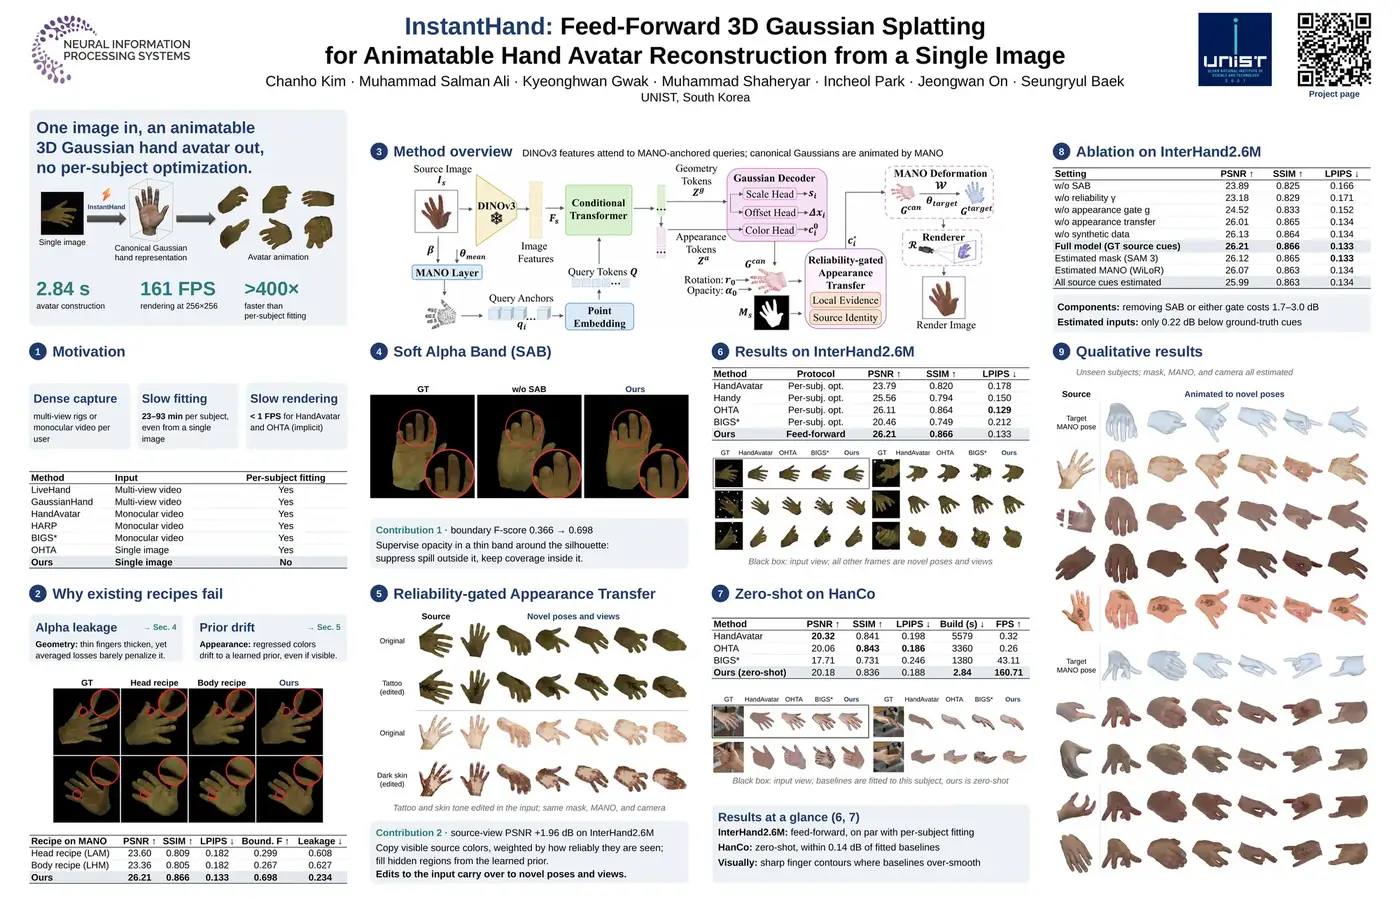 NEURAL INFORMATION
PROCESSING SYSTEMS
InstantHand: Feed-Forward 3D Gaussian Splatting
for Animatable Hand Avatar Reconstruction from a Single Image
Chanho Kim · Muhammad Salman Ali · Kyeonghwan Gwak · Muhammad Shaheryar · Incheol Park · Jeongwan On · Seungryul Baek
UNIST, South Korea
UNIST
Project page
One image in, an animatable
3D Gaussian hand avatar out,
no per-subject optimization.
InstantHand
Single image
Canonical Gaussian
hand representation
Avatar animation
2.84 s
avatar construction
161 FPS
rendering at 256×256
>400×
faster than
per-subject fitting
1 Motivation
Dense capture
multi-view rigs or
monocular video per
user
Slow fitting
23–93 min per subject,
even from a single
image
Slow rendering
< 1 FPS for HandAvatar
and OHTA (implicit)
Method Input Per-subject fitting
LiveHand Multi-view video Yes
GaussianHand Multi-view video Yes
HandAvatar Monocular video Yes
HARP Monocular video Yes
BIGS* Monocular video Yes
OHTA Single image Yes
Ours Single image No
2 Why existing recipes fail
Alpha leakage → Sec. 4
Geometry: thin fingers thicken, yet
averaged losses barely penalize it.
Prior drift → Sec. 5
Appearance: regressed colors
drift to a learned prior, even if visible.
GT Head recipe Body recipe Ours
Recipe on MANO PSNR ↑ SSIM ↑ LPIPS ↓ Bound. F ↑ Leakage ↓
Head recipe (LAM) 23.60 0.809 0.182 0.299 0.608
Body recipe (LHM) 23.36 0.805 0.182 0.267 0.627
Ours 26.21 0.866 0.133 0.698 0.234
3 Method overview DINOv3 features attend to MANO-anchored queries; canonical Gaussians are animated by MANO
Source Image
I_s
DINOv3
F_s
Image
Features
β
θ_mean
MANO Layer
Query Anchors
q_i
Point
Embedding
Query Tokens Q
Conditional
Transformer
Geometry
Tokens
Z^g
Appearance
Tokens
Z^a
Gaussian Decoder
Scale Head s_i
Offset Head Δx_i
Color Head c_i^0
G_can
Rotation: r_0
Opacity: α_0
M_s
Reliability-gated
Appearance
Transfer
Local Evidence
Source Identity
c_i^*
MANO Deformation
W
θ_target
G_can G_target
Renderer
R
Render Image
4 Soft Alpha Band (SAB)
GT w/o SAB Ours
Contribution 1 · boundary F-score 0.366 → 0.698
Supervise opacity in a thin band around the silhouette:
suppress spill outside it, keep coverage inside it.
5 Reliability-gated Appearance Transfer
Source Novel poses and views
Original
Tattoo
(edited)
Original
Dark skin
(edited)
Tattoo and skin tone edited in the input; same mask, MANO, and camera
Contribution 2 · source-view PSNR +1.96 dB on InterHand2.6M
Copy visible source colors, weighted by how reliably they are seen;
fill hidden regions from the learned prior.
Edits to the input carry over to novel poses and views.
6 Results on InterHand2.6M
Method Protocol PSNR ↑ SSIM ↑ LPIPS ↓
HandAvatar Per-subj. opt. 23.79 0.820 0.178
Handy Per-subj. opt. 25.56 0.794 0.150
OHTA Per-subj. opt. 26.11 0.864 0.129
BIGS* Per-subj. opt. 20.46 0.749 0.212
Ours Feed-forward 26.21 0.866 0.133
GT HandAvatar OHTA BIGS* Ours GT HandAvatar OHTA BIGS* Ours
Black box: input view; all other frames are novel poses and views
7 Zero-shot on HanCo
Method PSNR ↑ SSIM ↑ LPIPS ↓ Build (s) ↓ FPS ↑
HandAvatar 20.32 0.841 0.198 5579 0.32
OHTA 20.06 0.843 0.186 3360 0.26
BIGS* 17.71 0.731 0.246 1380 43.11
Ours (zero-shot) 20.18 0.836 0.188 2.84 160.71
GT HandAvatar OHTA BIGS* Ours GT HandAvatar OHTA BIGS* Ours
Black box: input view; baselines are fitted to this subject, ours is zero-shot
Results at a glance (6, 7)
InterHand2.6M: feed-forward, on par with per-subject fitting
HanCo: zero-shot, within 0.14 dB of fitted baselines
Visually: sharp finger contours where baselines over-smooth
8 Ablation on InterHand2.6M
Setting PSNR ↑ SSIM ↑ LPIPS ↓
w/o SAB 23.89 0.825 0.166
w/o reliability γ 23.18 0.829 0.171
w/o appearance gate g 24.52 0.833 0.152
w/o appearance transfer 26.01 0.865 0.134
w/o synthetic data 26.13 0.864 0.134
Full model (GT source cues) 26.21 0.866 0.133
Estimated mask (SAM 3) 26.12 0.865 0.133
Estimated MANO (WiLoR) 26.07 0.863 0.134
All source cues estimated 25.99 0.863 0.134
Components: removing SAB or either gate costs 1.7–3.0 dB
Estimated inputs: only 0.22 dB below ground-truth cues
9 Qualitative results
Unseen subjects; mask, MANO, and camera all estimated
Source Animated to novel poses
Target
MANO pose
Target
MANO pose